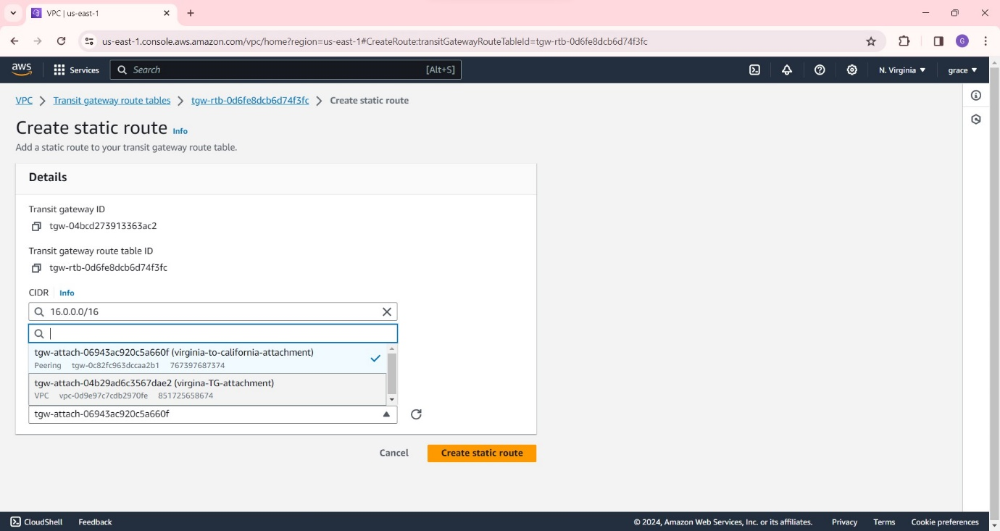 VPC | us-east-1
us-east-1.console.aws.amazon.com/vpc/home?region=us-east-1#CreateRoute:transitGatewayRouteTableId=tgw-rtb-0d6fe8dcb6d74f3fc
G
aws Services Search [Alt+S] N. Virginia grace
VPC > Transit gateway route tables > tgw-rtb-0d6fe8dcb6d74f3fc > Create static route
Create static route Info
Add a static route to your transit gateway route table.
Details
Transit gateway ID
tgw-04bcd273913363ac2
Transit gateway route table ID
tgw-rtb-0d6fe8dcb6d74f3fc
CIDR Info
16.0.0.0/16
tgw-attach-06943ac920c5a660f (virginia-to-california-attachment)
Peering tgw-0c82fc963dccaa2b1 767397687374
tgw-attach-04b29ad6c3567dae2 (virgina-TG-attachment)
VPC vpc-0d9e97c7cdb2970fe 851725658674
tgw-attach-06943ac920c5a660f
Cancel Create static route
CloudShell Feedback © 2024, Amazon Web Services, Inc. or its affiliates. Privacy Terms Cookie preferences